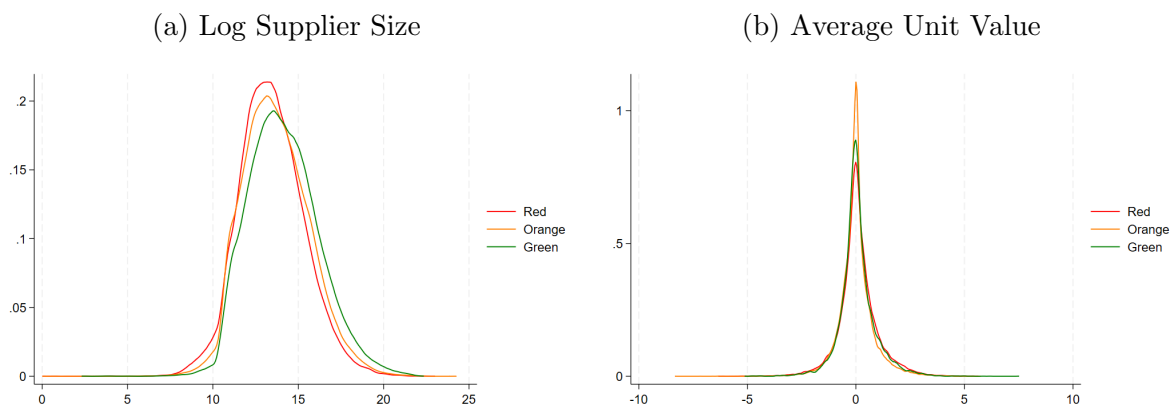 (a) Log Supplier Size
.2
.15
.1
.05
0
0 5 10 15 20 25
Red
Orange
Green
(b) Average Unit Value
1
.5
0
-10 -5 0 5 10
Red
Orange
Green